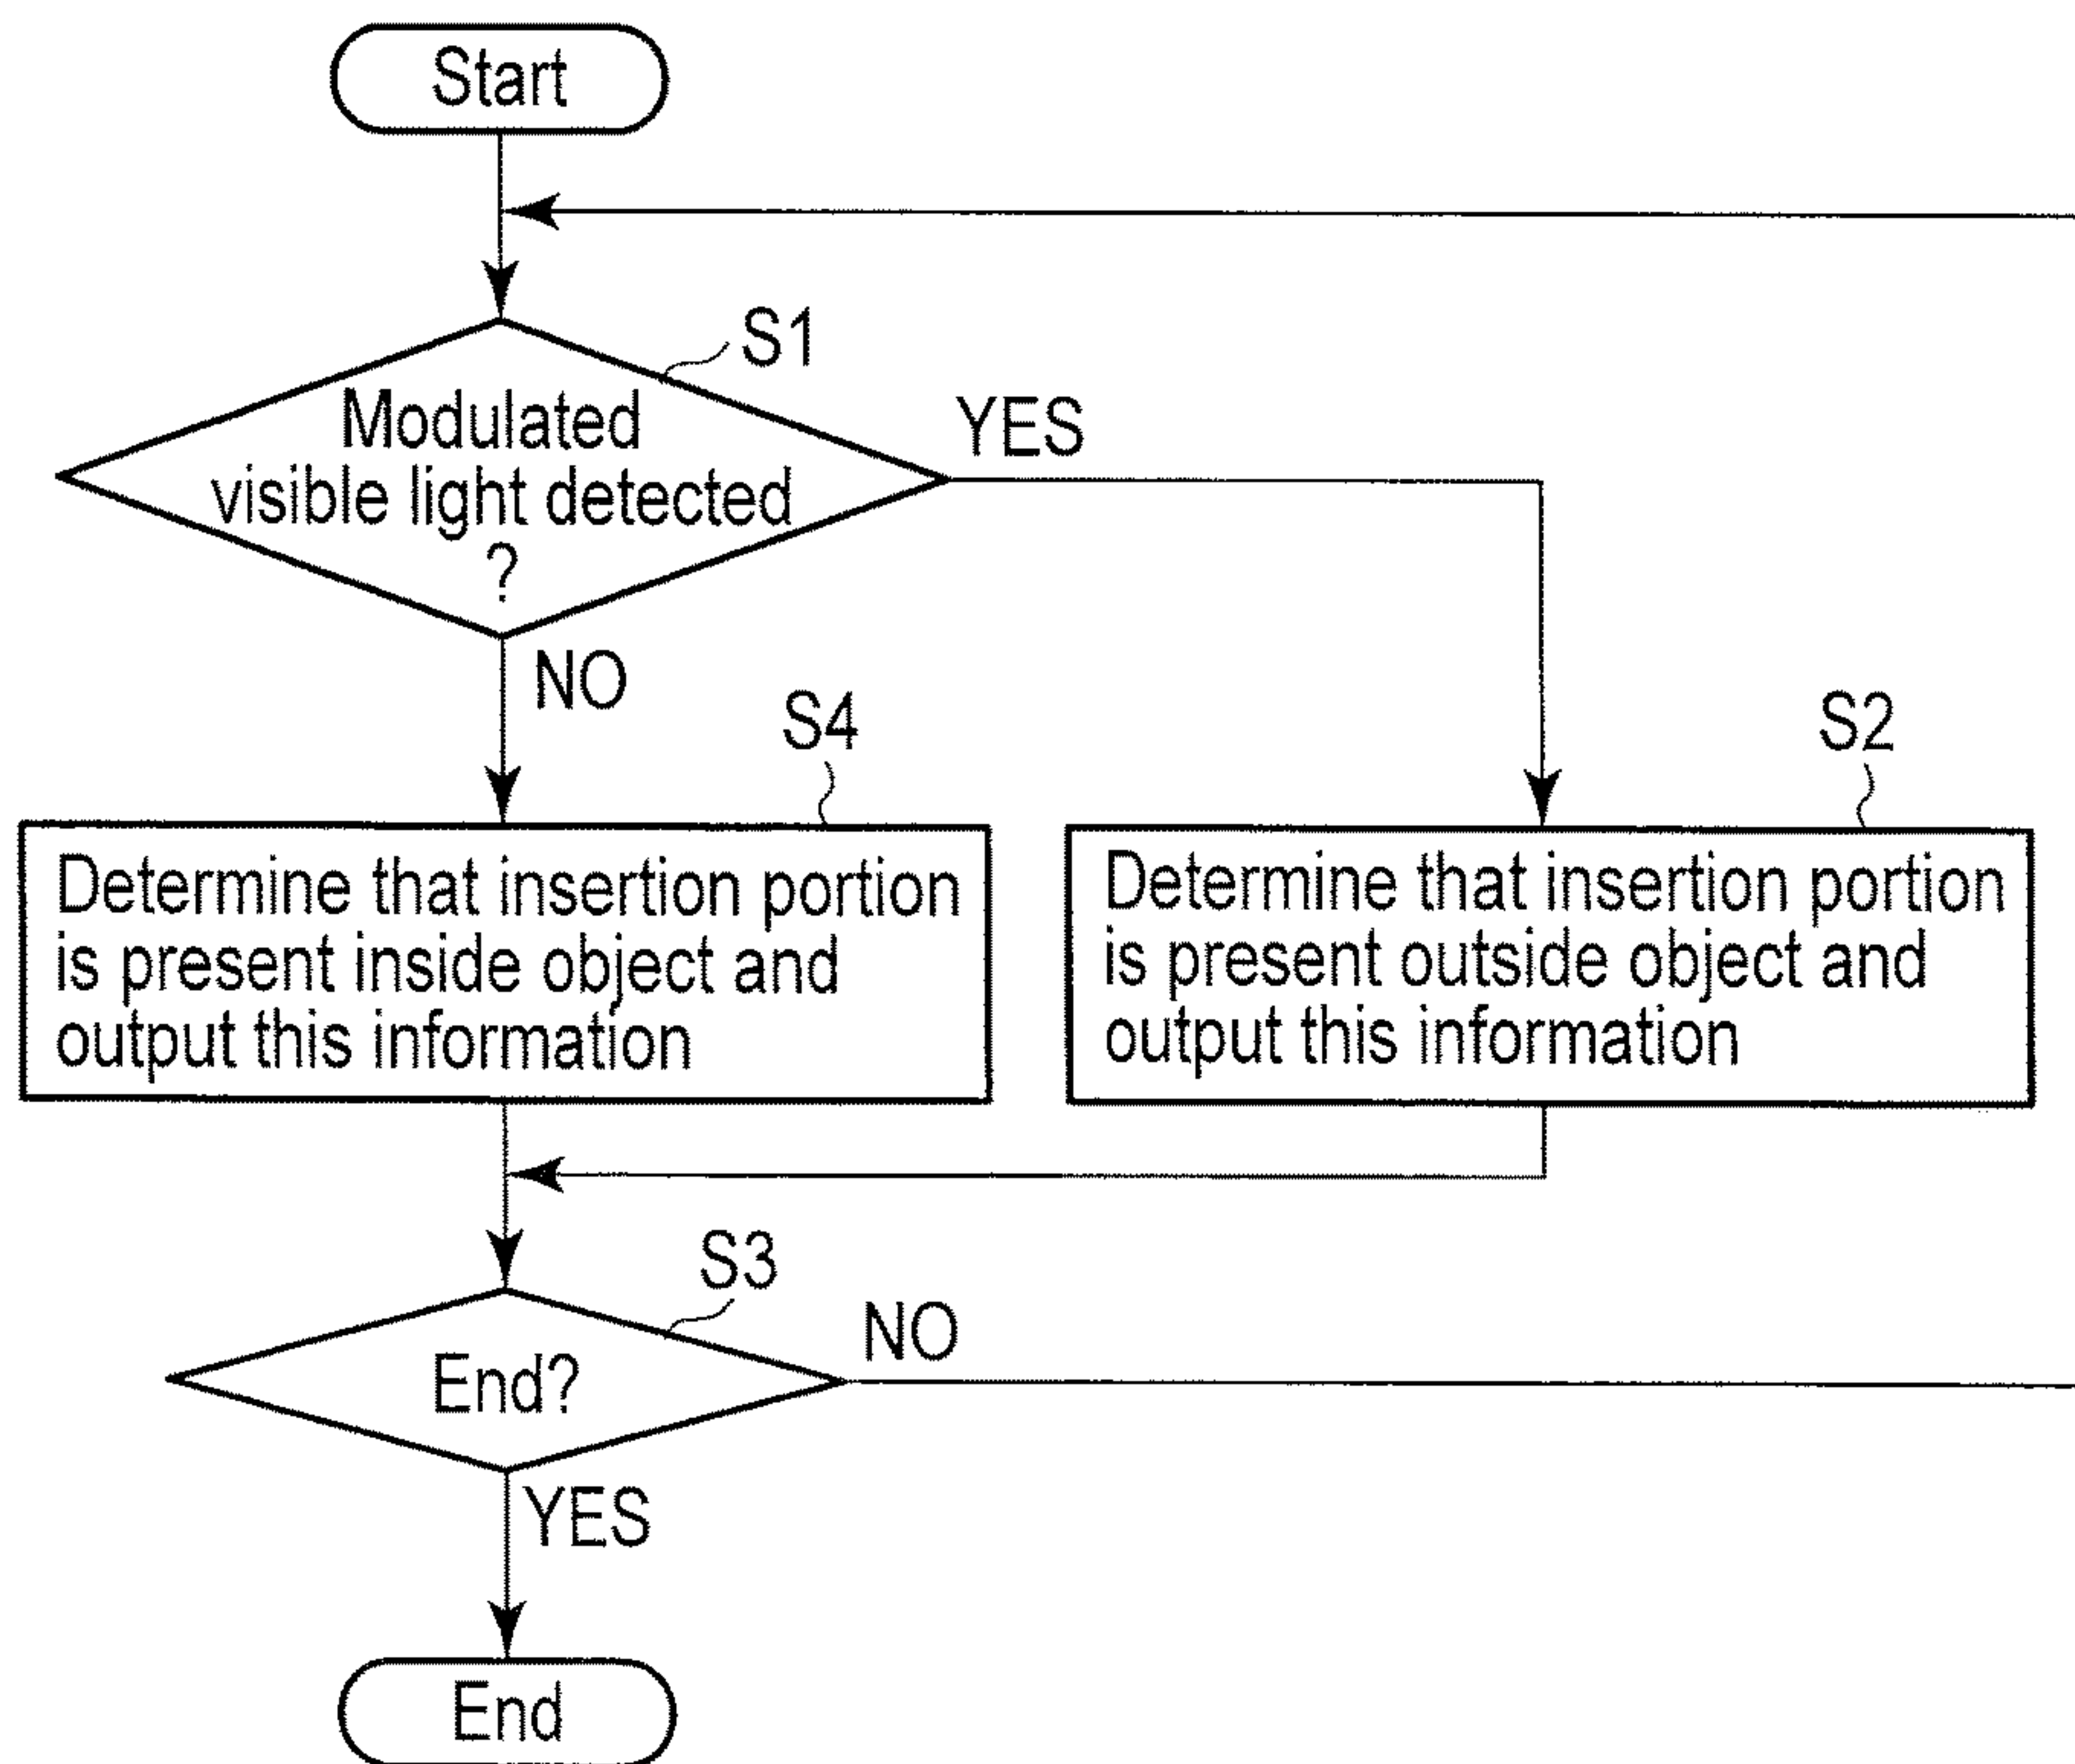 Start
S1
Modulated
visible light detected
?
YES
NO
S4
S2
Determine that insertion portion
is present inside object and
output this information
Determine that insertion portion
is present outside object and
output this information
S3
End?
NO
YES
End